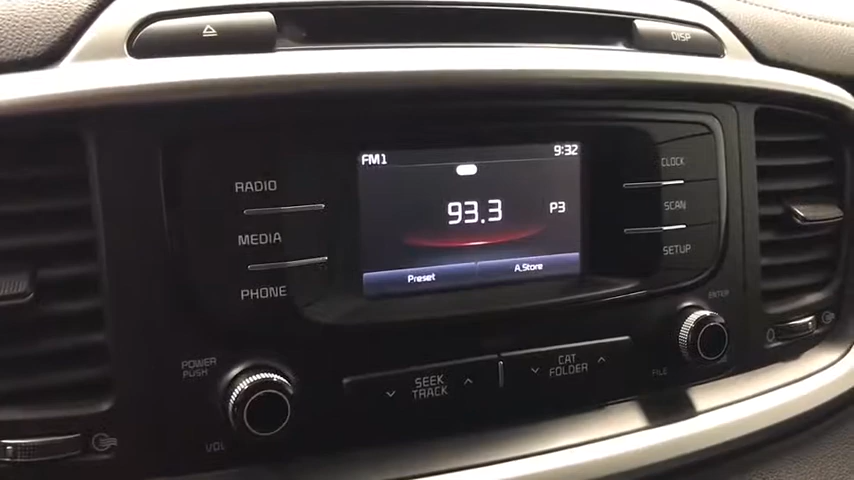 DISP
FM1 9:32
93.3
P3
Preset A.Store
RADIO
MEDIA
PHONE
CLOCK
SCAN
SETUP
POWER
PUSH
VOL
SEEK
TRACK
CAT
FOLDER
ENTER
FILE